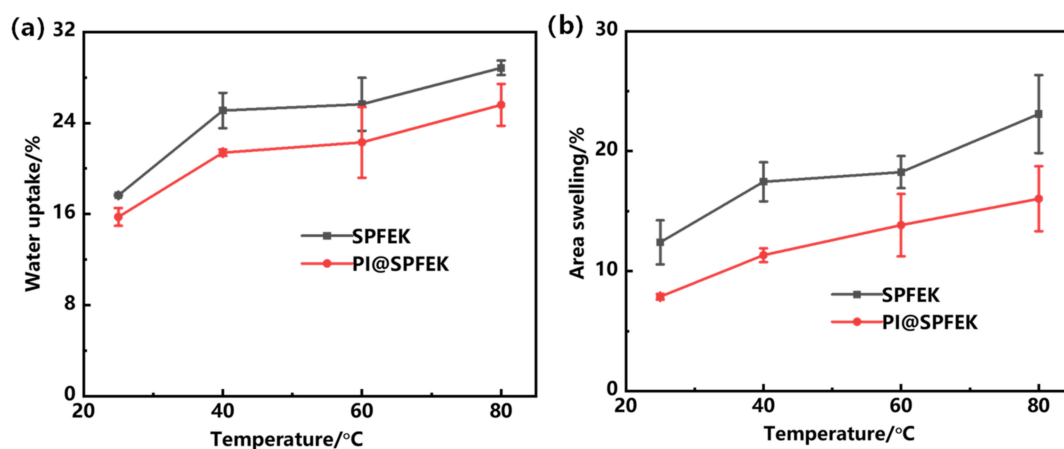 (a)
32
24
16
8
0
Water uptake/%
SPFEK
PI@SPFEK
20
40
60
80
Temperature/°C
(b)
30
20
10
0
Area swelling/%
SPFEK
PI@SPFEK
20
40
60
80
Temperature/°C